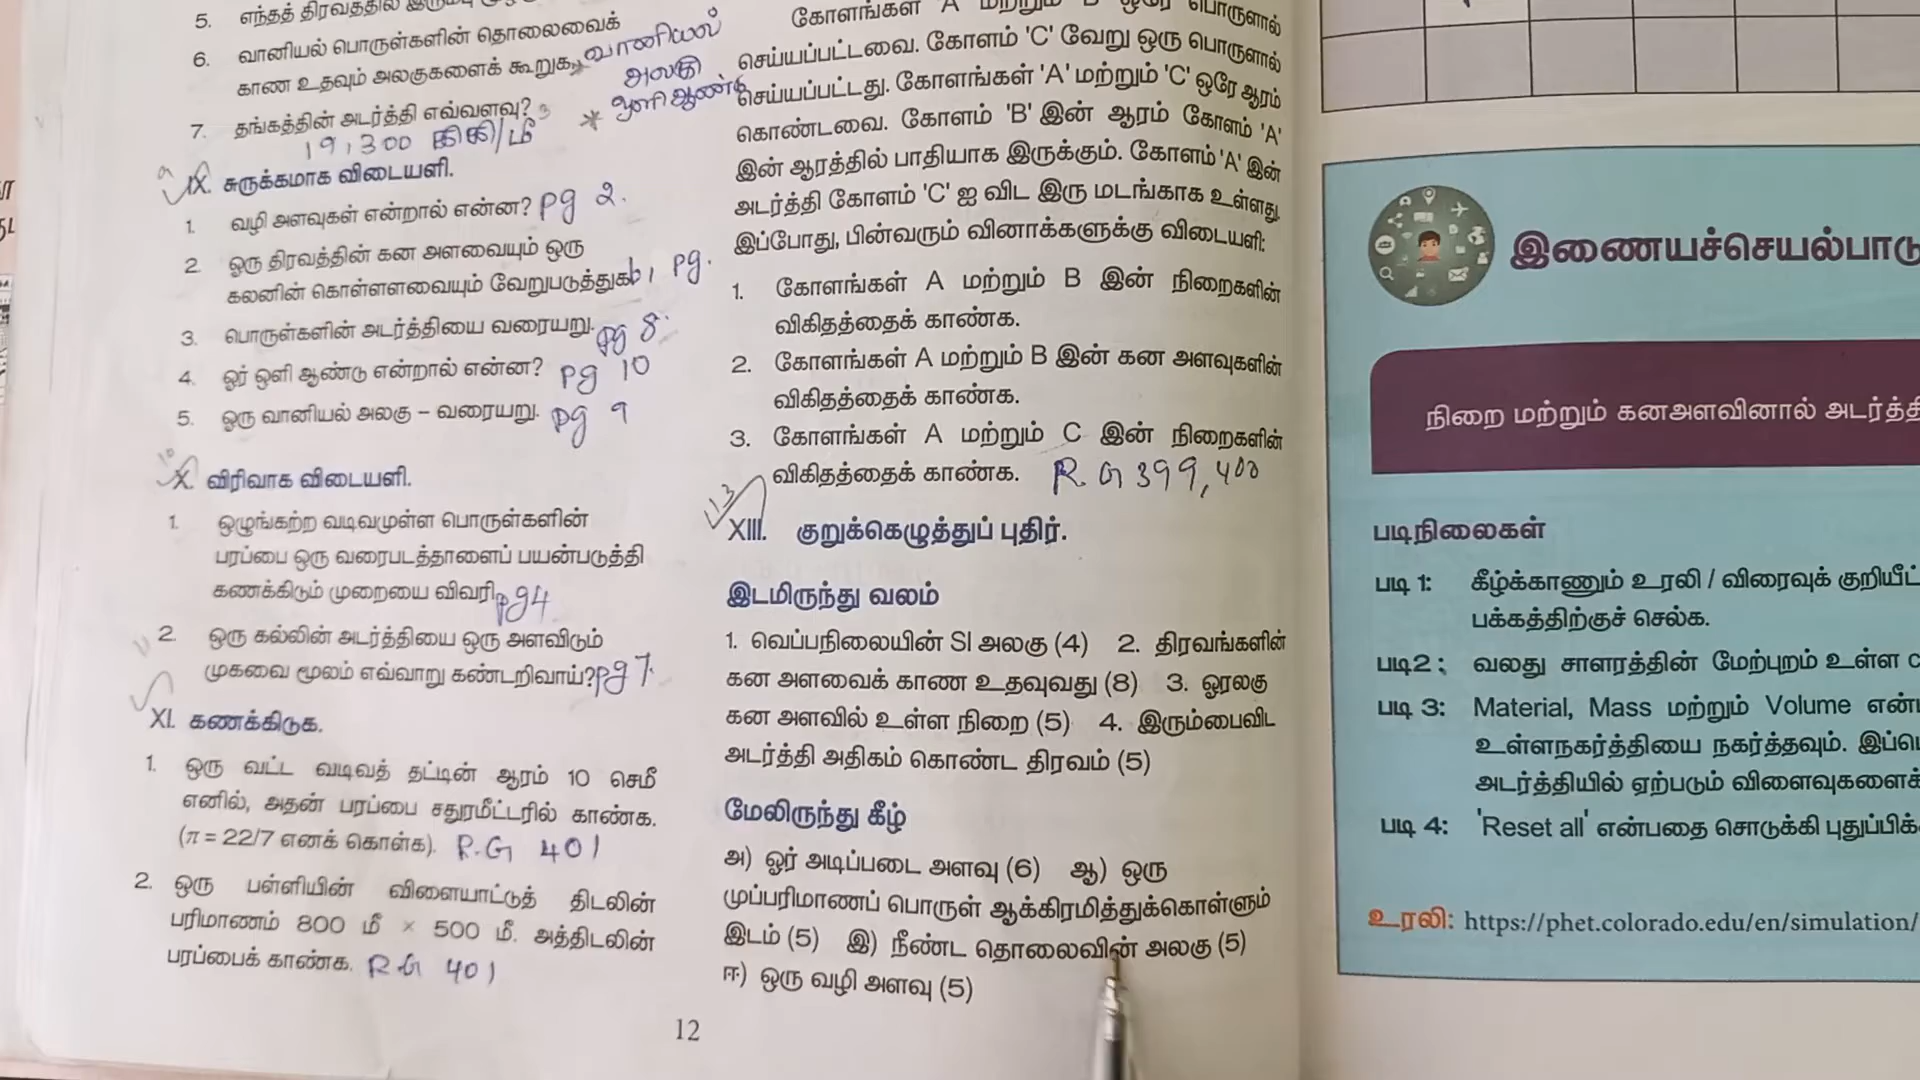 5. எந்தத் திரவத்தில்
6. வானியல் பொருள்களின் தொலைவைக்
காண உதவும் அலகுகளைக் கூறுக. * வானியல்
அலகு
* ஒளி ஆண்டு
7. தங்கத்தின் அடர்த்தி எவ்வளவு?
19,300 கிகி/மீ3
IX. சுருக்கமாக விடையளி.
1. வழி அளவுகள் என்றால் என்ன? pg 2.
2. ஒரு திரவத்தின் கன அளவையும் ஒரு
கலனின் கொள்ளளவையும் வேறுபடுத்துக pg.
3. பொருள்களின் அடர்த்தியை வரையறு. pg 8.
4. ஓர் ஒளி ஆண்டு என்றால் என்ன? pg 10
5. ஒரு வானியல் அலகு – வரையறு. pg 9
X. விரிவாக விடையளி.
1. ஒழுங்கற்ற வடிவமுள்ள பொருள்களின்
பரப்பை ஒரு வரைபடத்தாளைப் பயன்படுத்தி
கணக்கிடும் முறையை விவரி. pg4
2. ஒரு கல்லின் அடர்த்தியை ஒரு அளவிடும்
முகவை மூலம் எவ்வாறு கண்டறிவாய்? pg 7.
XI. கணக்கிடுக.
1. ஒரு வட்ட வடிவத் தட்டின் ஆரம் 10 செமீ
எனில், அதன் பரப்பை சதுரமீட்டரில் காண்க.
(π = 22/7 எனக் கொள்க). R.G 401
2. ஒரு பள்ளியின் விளையாட்டுத் திடலின்
பரிமாணம் 800 மீ × 500 மீ. அத்திடலின்
பரப்பைக் காண்க. R.G 401
கோளங்கள் 'A' மற்றும் 'B' ஒரே பொருளால்
செய்யப்பட்டவை. கோளம் 'C' வேறு ஒரு பொருளால்
செய்யப்பட்டது. கோளங்கள் 'A' மற்றும் 'C' ஒரே ஆரம்
கொண்டவை. கோளம் 'B' இன் ஆரம் கோளம் 'A'
இன் ஆரத்தில் பாதியாக இருக்கும். கோளம் 'A' இன்
அடர்த்தி கோளம் 'C' ஐ விட இரு மடங்காக உள்ளது.
இப்போது, பின்வரும் வினாக்களுக்கு விடையளி:
1. கோளங்கள் A மற்றும் B இன் நிறைகளின்
விகிதத்தைக் காண்க.
2. கோளங்கள் A மற்றும் B இன் கன அளவுகளின்
விகிதத்தைக் காண்க.
3. கோளங்கள் A மற்றும் C இன் நிறைகளின்
விகிதத்தைக் காண்க. R.G 399,400
XIII. குறுக்கெழுத்துப் புதிர்.
இடமிருந்து வலம்
1. வெப்பநிலையின் SI அலகு (4) 2. திரவங்களின்
கன அளவைக் காண உதவுவது (8) 3. ஓரலகு
கன அளவில் உள்ள நிறை (5) 4. இரும்பைவிட
அடர்த்தி அதிகம் கொண்ட திரவம் (5)
மேலிருந்து கீழ்
அ) ஓர் அடிப்படை அளவு (6) ஆ) ஒரு
முப்பரிமாணப் பொருள் ஆக்கிரமித்துக்கொள்ளும்
இடம் (5) இ) நீண்ட தொலைவின் அலகு (5)
ஈ) ஒரு வழி அளவு (5)
12
இணையச்செயல்பாடு
நிறை மற்றும் கனஅளவினால் அடர்த்தி
படிநிலைகள்
படி 1: கீழ்க்காணும் உரலி / விரைவுக் குறியீட்
பக்கத்திற்குச் செல்க.
படி2: வலது சாளரத்தின் மேற்புறம் உள்ள c
படி 3: Material, Mass மற்றும் Volume என்ப
உள்ளநகர்த்தியை நகர்த்தவும். இப்பெ
அடர்த்தியில் ஏற்படும் விளைவுகளைக்
படி 4: 'Reset all' என்பதை சொடுக்கி புதுப்பிக்
உரலி: https://phet.colorado.edu/en/simulation/